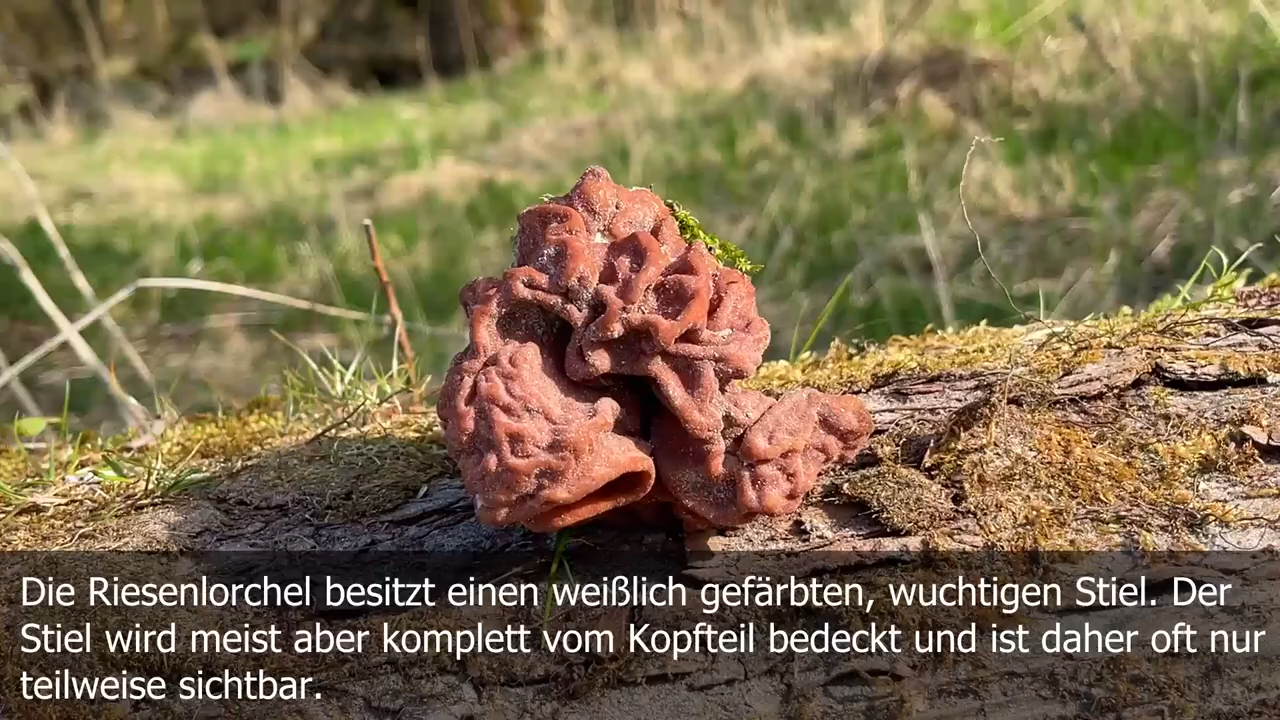 Die Riesenlorchel besitzt einen weißlich gefärbten, wuchtigen Stiel. Der
Stiel wird meist aber komplett vom Kopfteil bedeckt und ist daher oft nur
teilweise sichtbar.